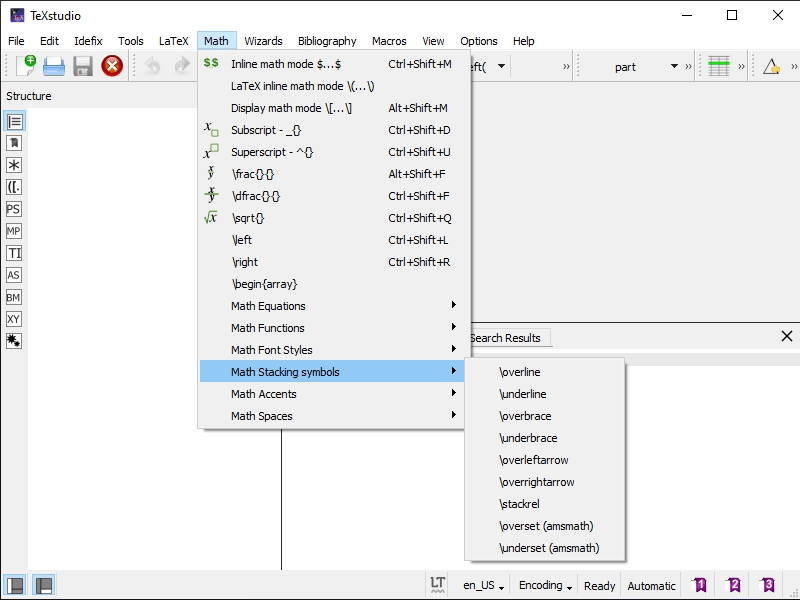 TeXstudio
File Edit Idefix Tools LaTeX Math Wizards Bibliography Macros View Options Help
eft( part
Structure
$$ Inline math mode $...$ Ctrl+Shift+M
LaTeX inline math mode \(...\)
Display math mode \[...\] Alt+Shift+M
Subscript - _{} Ctrl+Shift+D
Superscript - ^{} Ctrl+Shift+U
\frac{}{} Alt+Shift+F
\dfrac{}{} Ctrl+Shift+F
\sqrt{} Ctrl+Shift+Q
\left Ctrl+Shift+L
\right Ctrl+Shift+R
\begin{array}
Math Equations
Math Functions
Math Font Styles
Math Stacking symbols
Math Accents
Math Spaces
([.
PS
MP
TI
AS
BM
XY
Search Results
\overline
\underline
\overbrace
\underbrace
\overleftarrow
\overrightarrow
\stackrel
\overset (amsmath)
\underset (amsmath)
LT en_US Encoding Ready Automatic 1 2 3